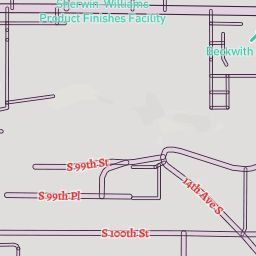 Sherwin-Williams
Product Finishes Facility
Beckwith
S 99th St
S 99th Pl
14th Ave S
S 100th St